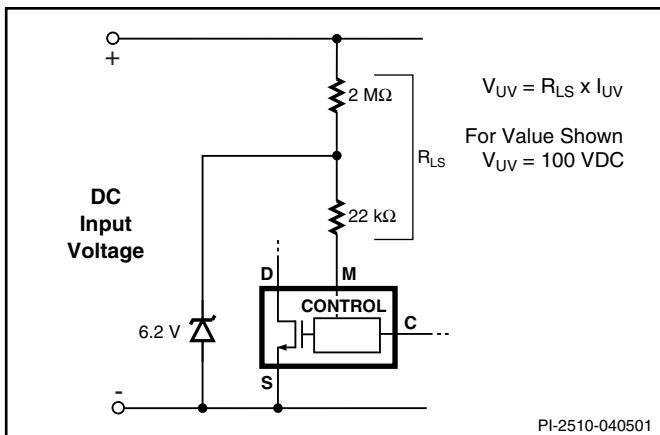 +
2 MΩ
V_UV = R_LS x I_UV
For Value Shown
V_UV = 100 VDC
R_LS
DC
Input
Voltage
22 kΩ
D
M
CONTROL
C
6.2 V
S
-
PI-2510-040501